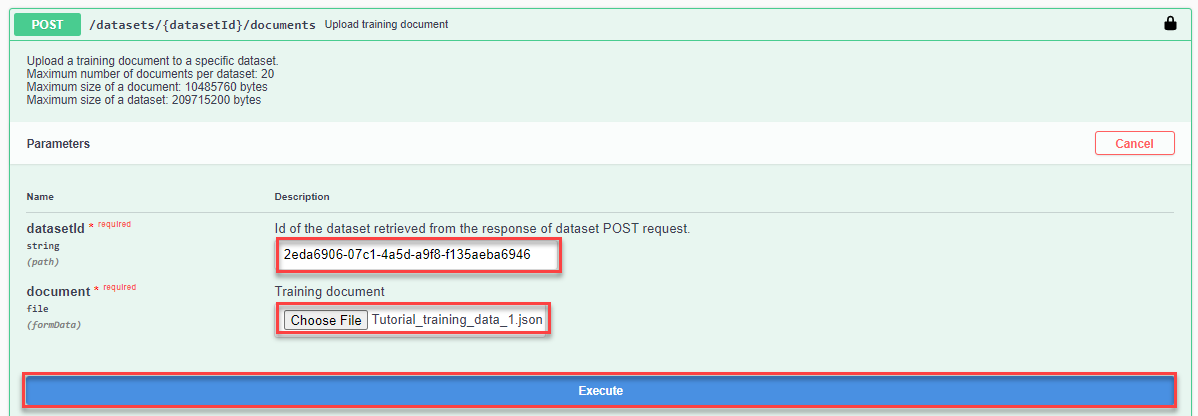 POST /datasets/{datasetId}/documents Upload training document
Upload a training document to a specific dataset.
Maximum number of documents per dataset: 20
Maximum size of a document: 10485760 bytes
Maximum size of a dataset: 209715200 bytes
Parameters Cancel
Name Description
datasetId * required Id of the dataset retrieved from the response of dataset POST request.
string 2eda6906-07c1-4a5d-a9f8-f135aeba6946
(path)
document * required Training document
file Choose File Tutorial_training_data_1.json
(formData)
Execute